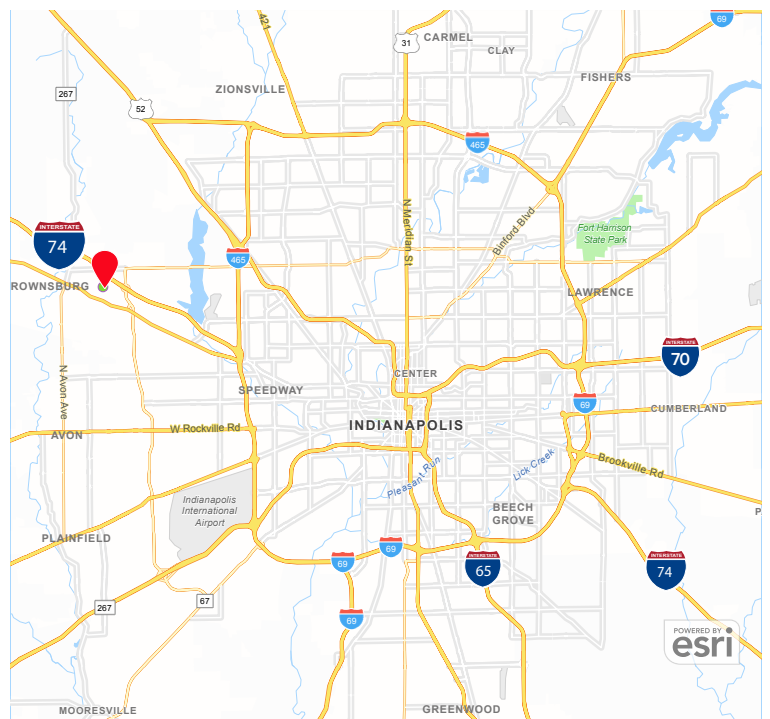 421
69
31
CARMEL
CLAY
FISHERS
267
ZIONSVILLE
52
465
N Meridian St
Binford Blvd
Fort Harrison
State Park
INTERSTATE
74
465
ROWNSBURG
LAWRENCE
INTERSTATE
70
CENTER
N Avon Ave
SPEEDWAY
69
CUMBERLAND
W Rockville Rd
INDIANAPOLIS
AVON
Brookville Rd
Pleasant Run
Lick Creek
Indianapolis
International
Airport
BEECH
GROVE
P
PLAINFIELD
69
69
INTERSTATE
65
INTERSTATE
74
267
67
69
POWERED BY
esri
MOORESVILLE
GREENWOOD